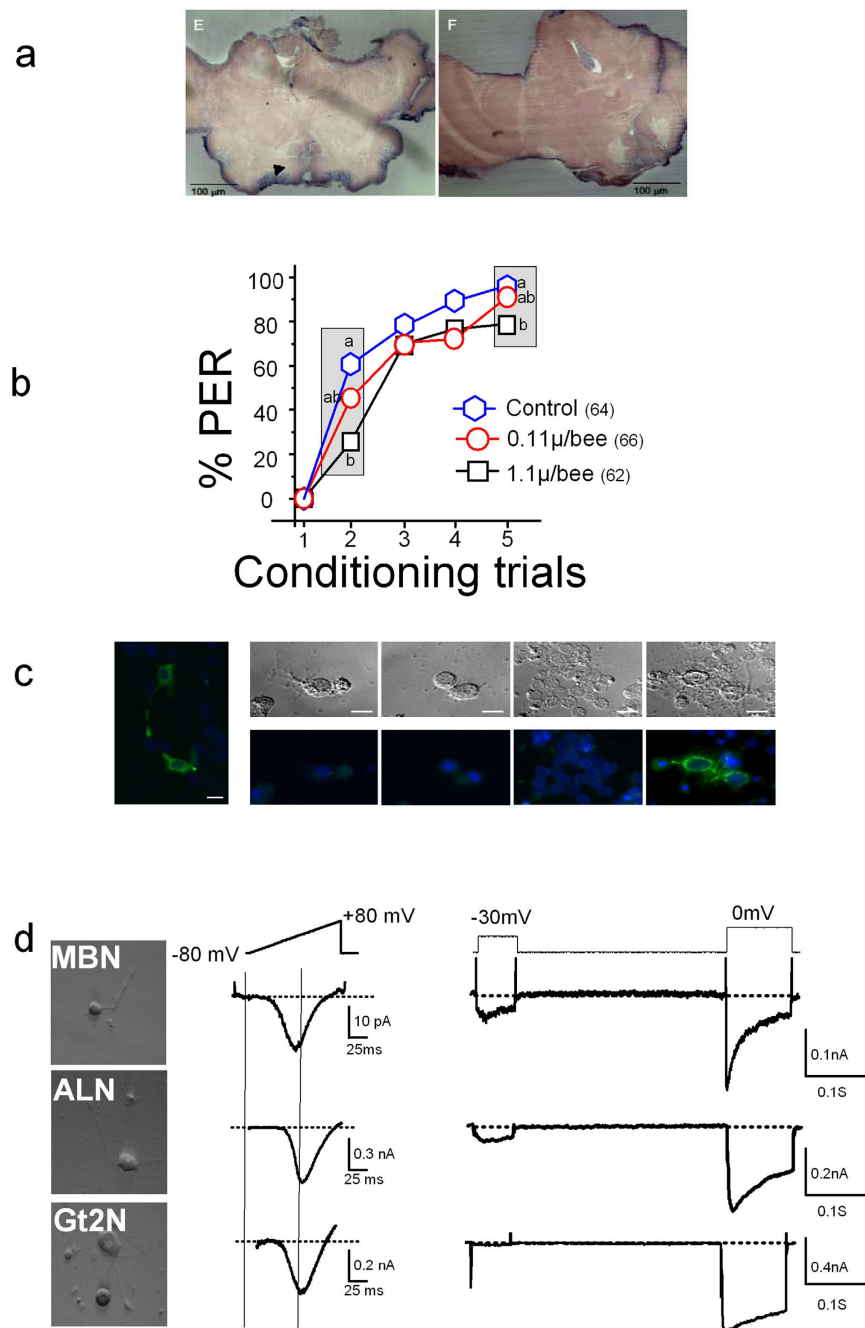 a
E
F
100 µm
100 µm
b
% PER
100
80
60
40
20
0
a
ab
b
a
ab
b
Control (64)
0.11µ/bee (66)
1.1µ/bee (62)
1 2 3 4 5
Conditioning trials
c
d
MBN
-80 mV
+80 mV
-30mV
0mV
10 pA
25ms
0.1nA
0.1S
ALN
0.3 nA
25 ms
0.2nA
0.1S
Gt2N
0.2 nA
25 ms
0.4nA
0.1S